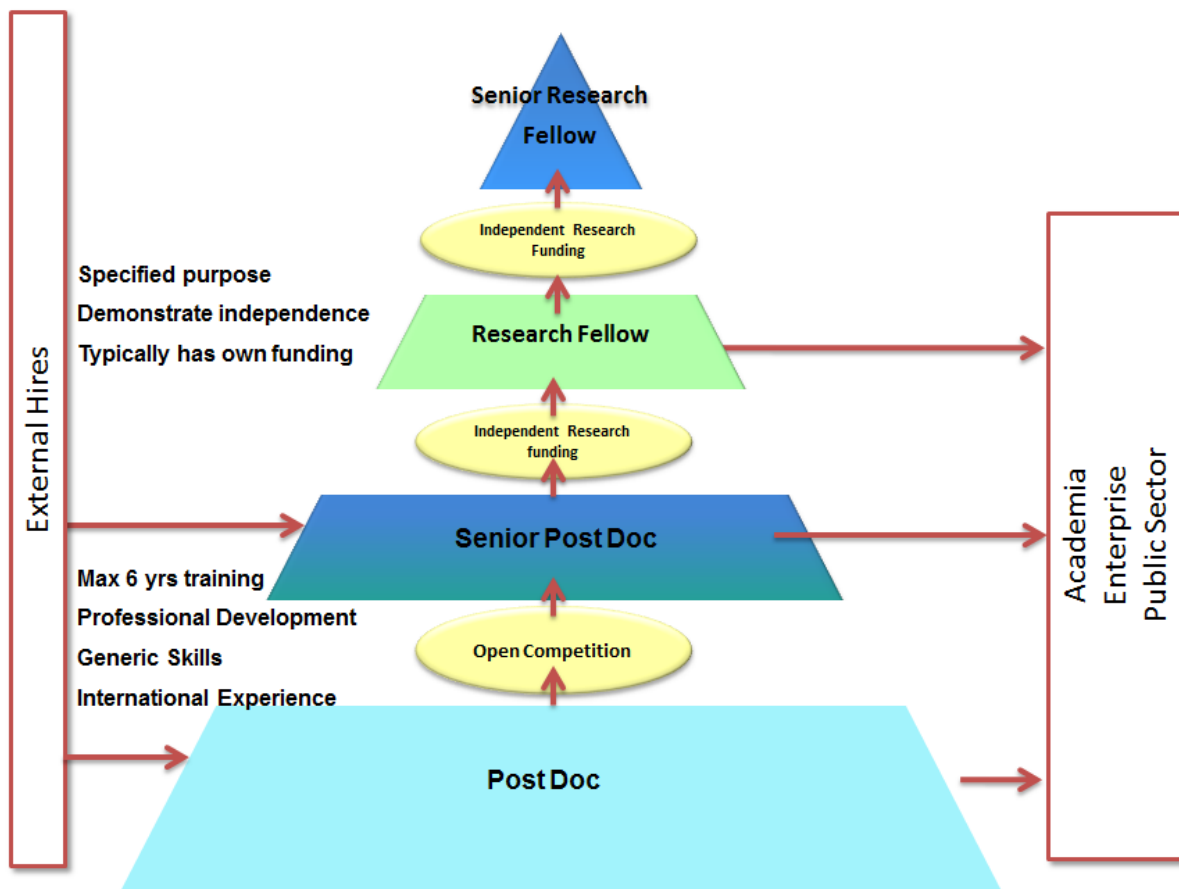 Senior Research
Fellow
Independent Research
Funding
Specified purpose
Demonstrate independence
Typically has own funding
Research Fellow
Independent Research
funding
External Hires
Senior Post Doc
Max 6 yrs training
Professional Development
Generic Skills
International Experience
Open Competition
Post Doc
Academia
Enterprise
Public Sector